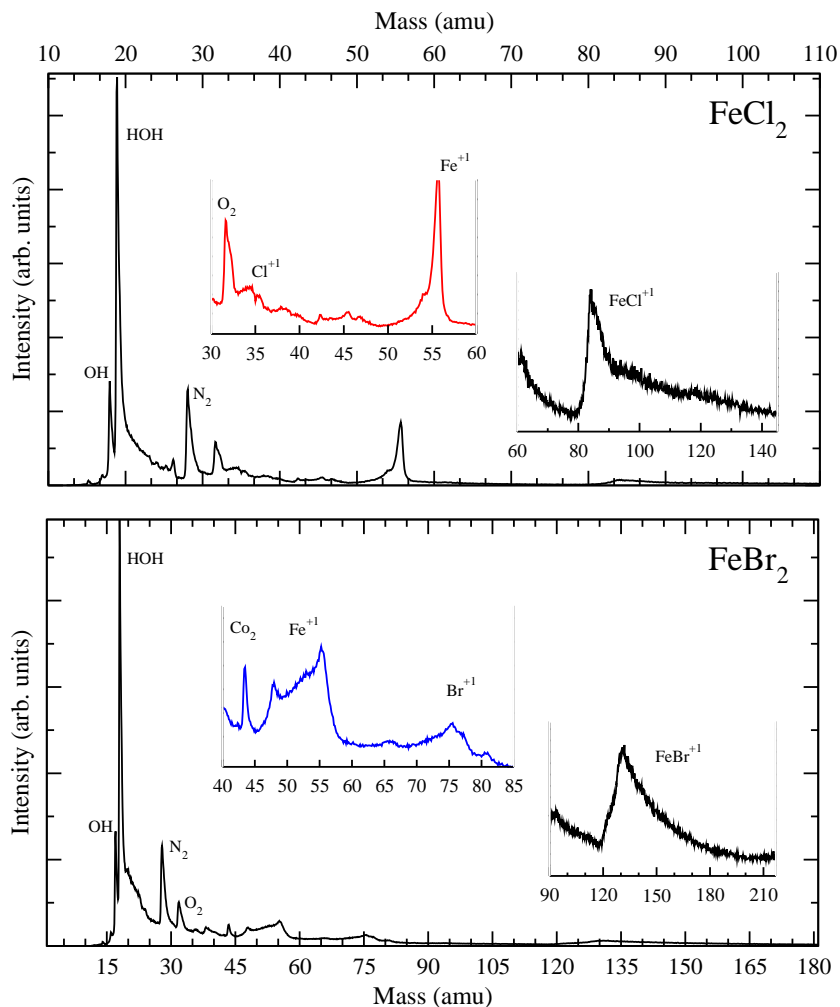 Mass (amu)
10 20 30 40 50 60 70 80 90 100 110
FeCl2
HOH
Fe+1
O2
Cl+1
FeCl+1
Intensity (arb. units)
30 35 40 45 50 55 60
OH
N2
60 80 100 120 140
FeBr2
HOH
Co2
Fe+1
Br+1
Intensity (arb. units)
40 45 50 55 60 65 70 75 80 85
FeBr+1
OH
N2
O2
90 120 150 180 210
15 30 45 60 75 90 105 120 135 150 165 180
Mass (amu)